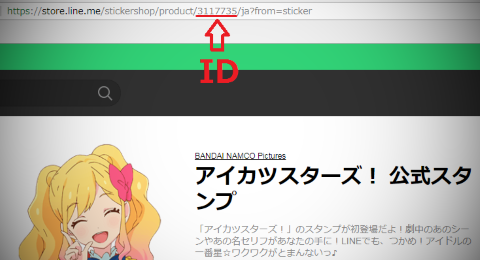 https://store.line.me/stickershop/product/3117735/ja?from=sticker
ID
BANDAI NAMCO Pictures
アイカツスターズ！ 公式スタ
ンプ
「アイカツスターズ！」のスタンプが初登場だよ！劇中のあのシー
ンやあの名セリフがあなたの手に！LINEでも、つかめ！アイドルの
一番星☆ワクワクがとまんないっ♪